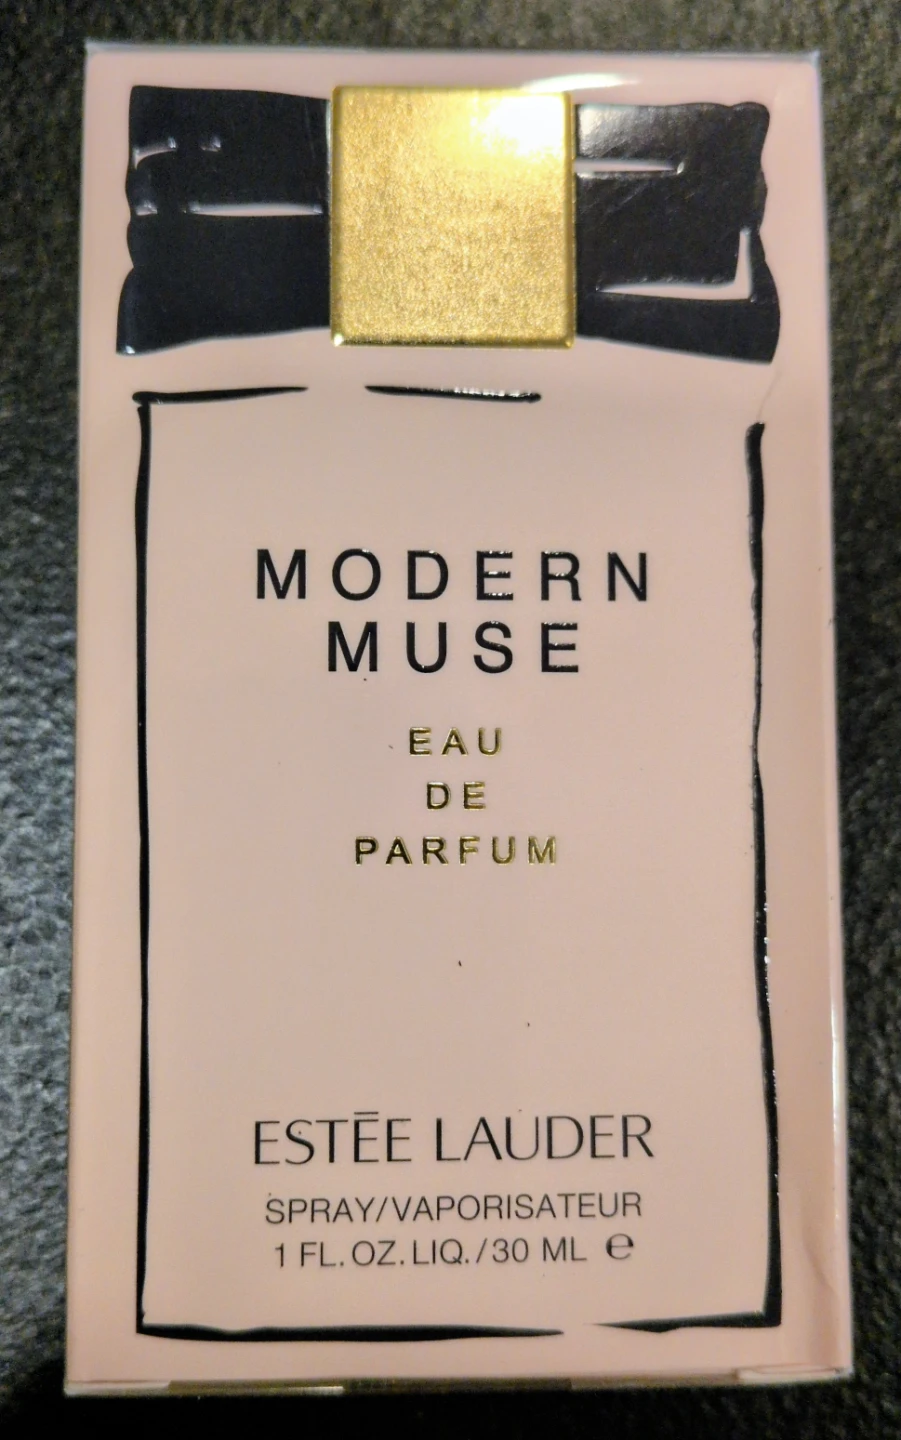 MODERN
MUSE
EAU
DE
PARFUM
ESTĒE LAUDER
SPRAY/VAPORISATEUR
1 FL.OZ.LIQ./30 ML ℮